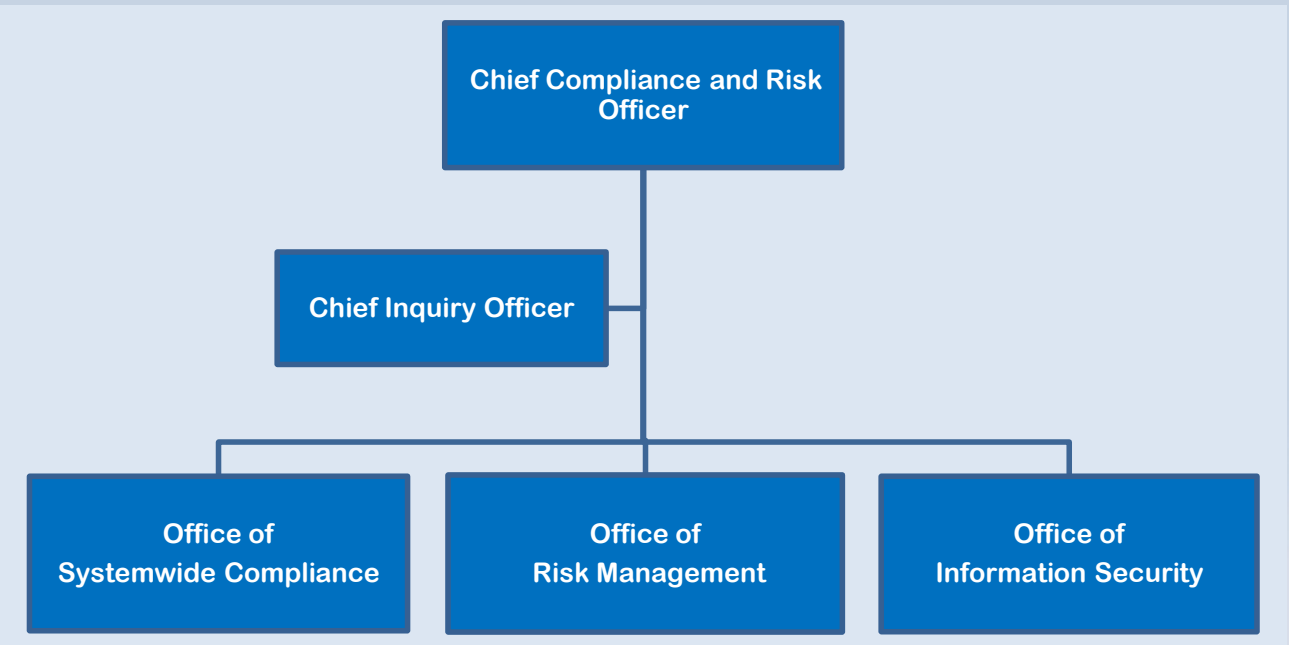 Chief Compliance and Risk
Officer
Chief Inquiry Officer
Office of
Systemwide Compliance
Office of
Risk Management
Office of
Information Security